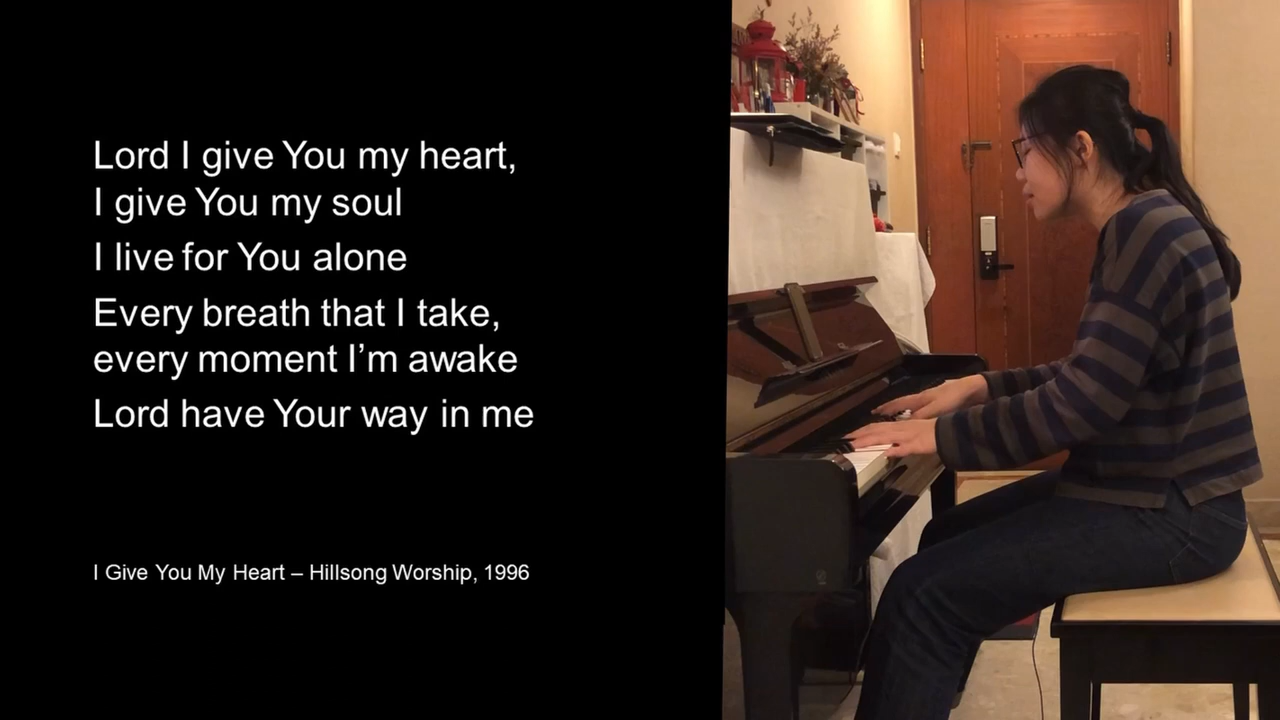 Lord I give You my heart,
I give You my soul
I live for You alone
Every breath that I take,
every moment I’m awake
Lord have Your way in me
I Give You My Heart – Hillsong Worship, 1996